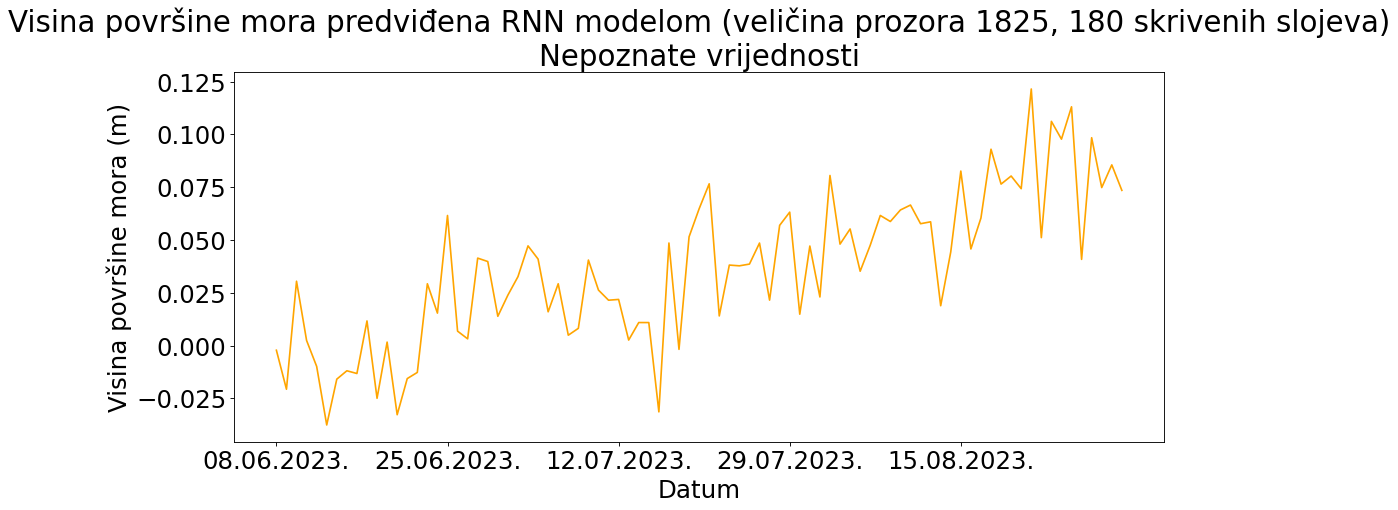 Visina površine mora predviđena RNN modelom (veličina prozora 1825, 180 skrivenih slojeva)
Nepoznate vrijednosti
Visina površine mora (m)
0.125
0.100
0.075
0.050
0.025
0.000
−0.025
08.06.2023. 25.06.2023. 12.07.2023. 29.07.2023. 15.08.2023.
Datum